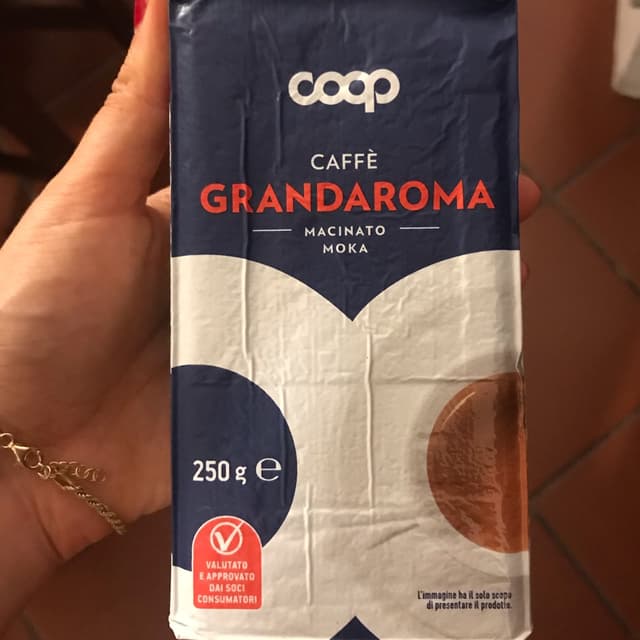 coop
CAFFÈ
GRANDAROMA
MACINATO
MOKA
250 g ℮
VALUTATO
E APPROVATO
DAI SOCI
CONSUMATORI
L'immagine ha il solo scopo
di presentare il prodotto.